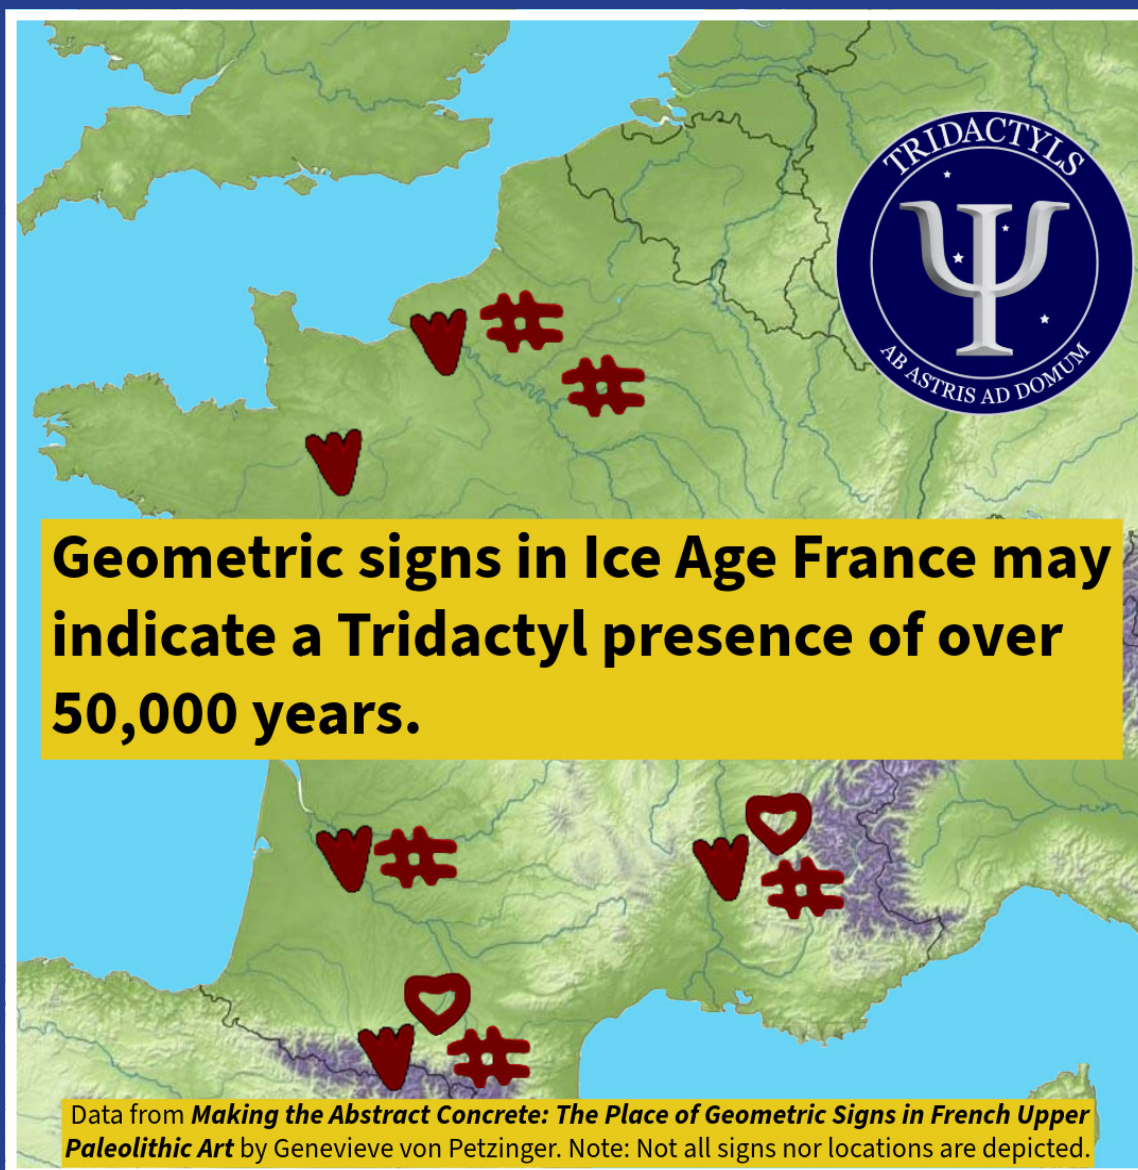 TRIDACTYLS
AB ASTRIS AD DOMUM
Geometric signs in Ice Age France may
indicate a Tridactyl presence of over
50,000 years.
Data from Making the Abstract Concrete: The Place of Geometric Signs in French Upper
Paleolithic Art by Genevieve von Petzinger. Note: Not all signs nor locations are depicted.